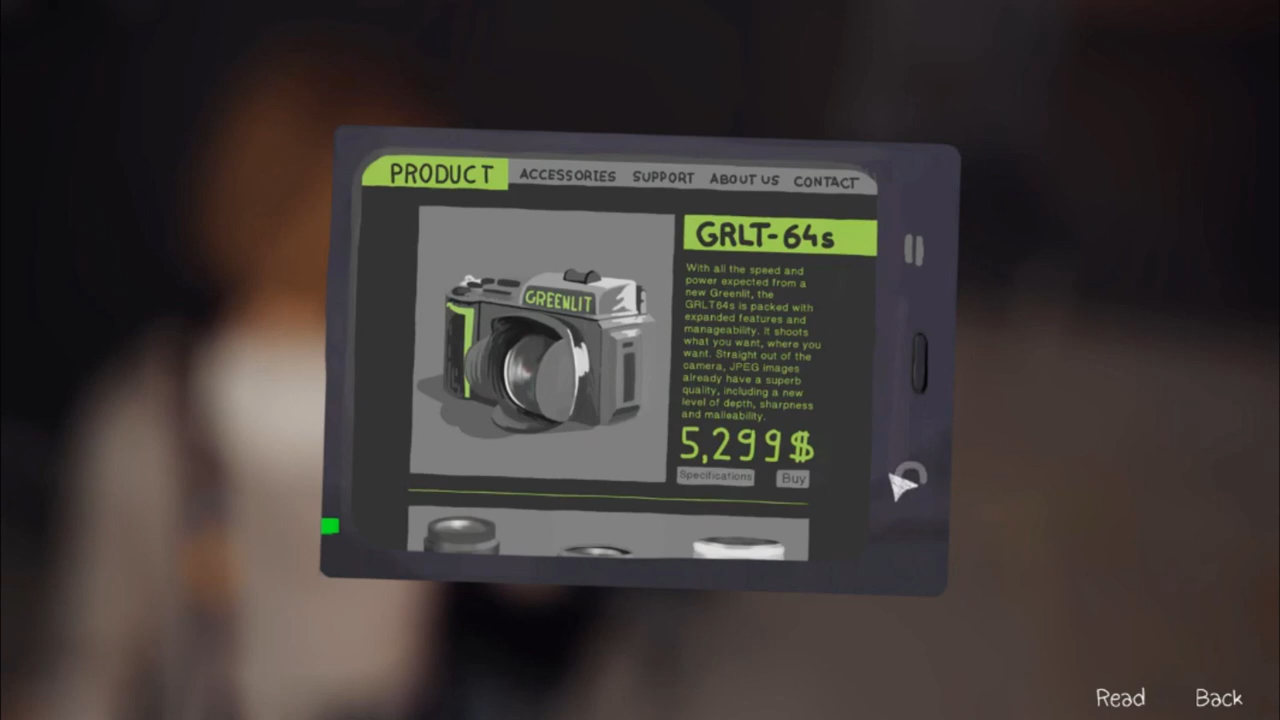 PRODUCT ACCESSORIES SUPPORT ABOUT US CONTACT
GREENLIT
GRLT-64s
With all the speed and
power expected from a
new Greenlit, the
GRLT64s is packed with
expanded features and
manageability. It shoots
what you want, where you
want. Straight out of the
camera, JPEG images
already have a superb
quality, including a new
level of depth, sharpness
and malleability.
5,299$
Specifications Buy
Read Back